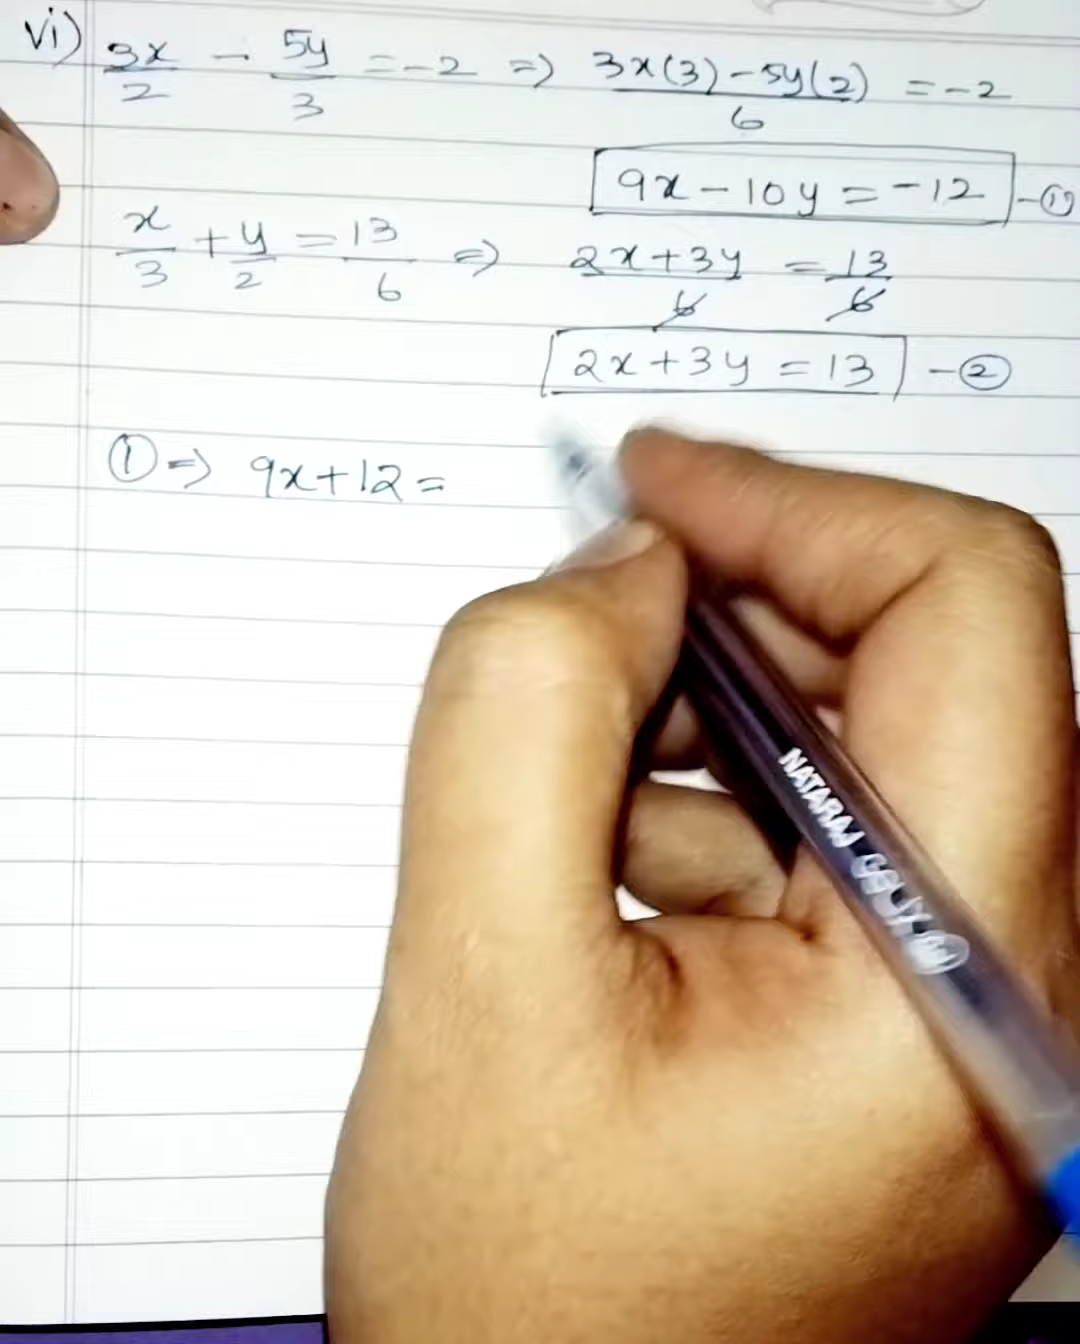 vi) 3x/2 - 5y/3 = -2 => 3x(3)-5y(2)/6 = -2
9x - 10y = -12 -①
x/3 + y/2 = 13/6 => 2x+3y/6 = 13/6
2x+3y = 13 -②
① => 9x+12 =
NATARAJ